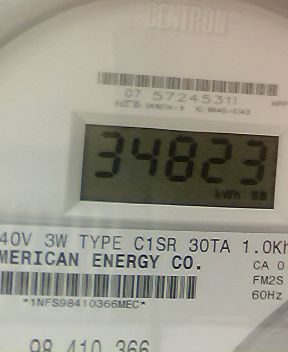 CENTRON
07 57245311
34823
kWh
40V 3W TYPE C1SR 30TA 1.0Kh
MERICAN ENERGY CO.
CA 0
FM2S
60Hz
*1NFS98410366MEC*
98 410 366